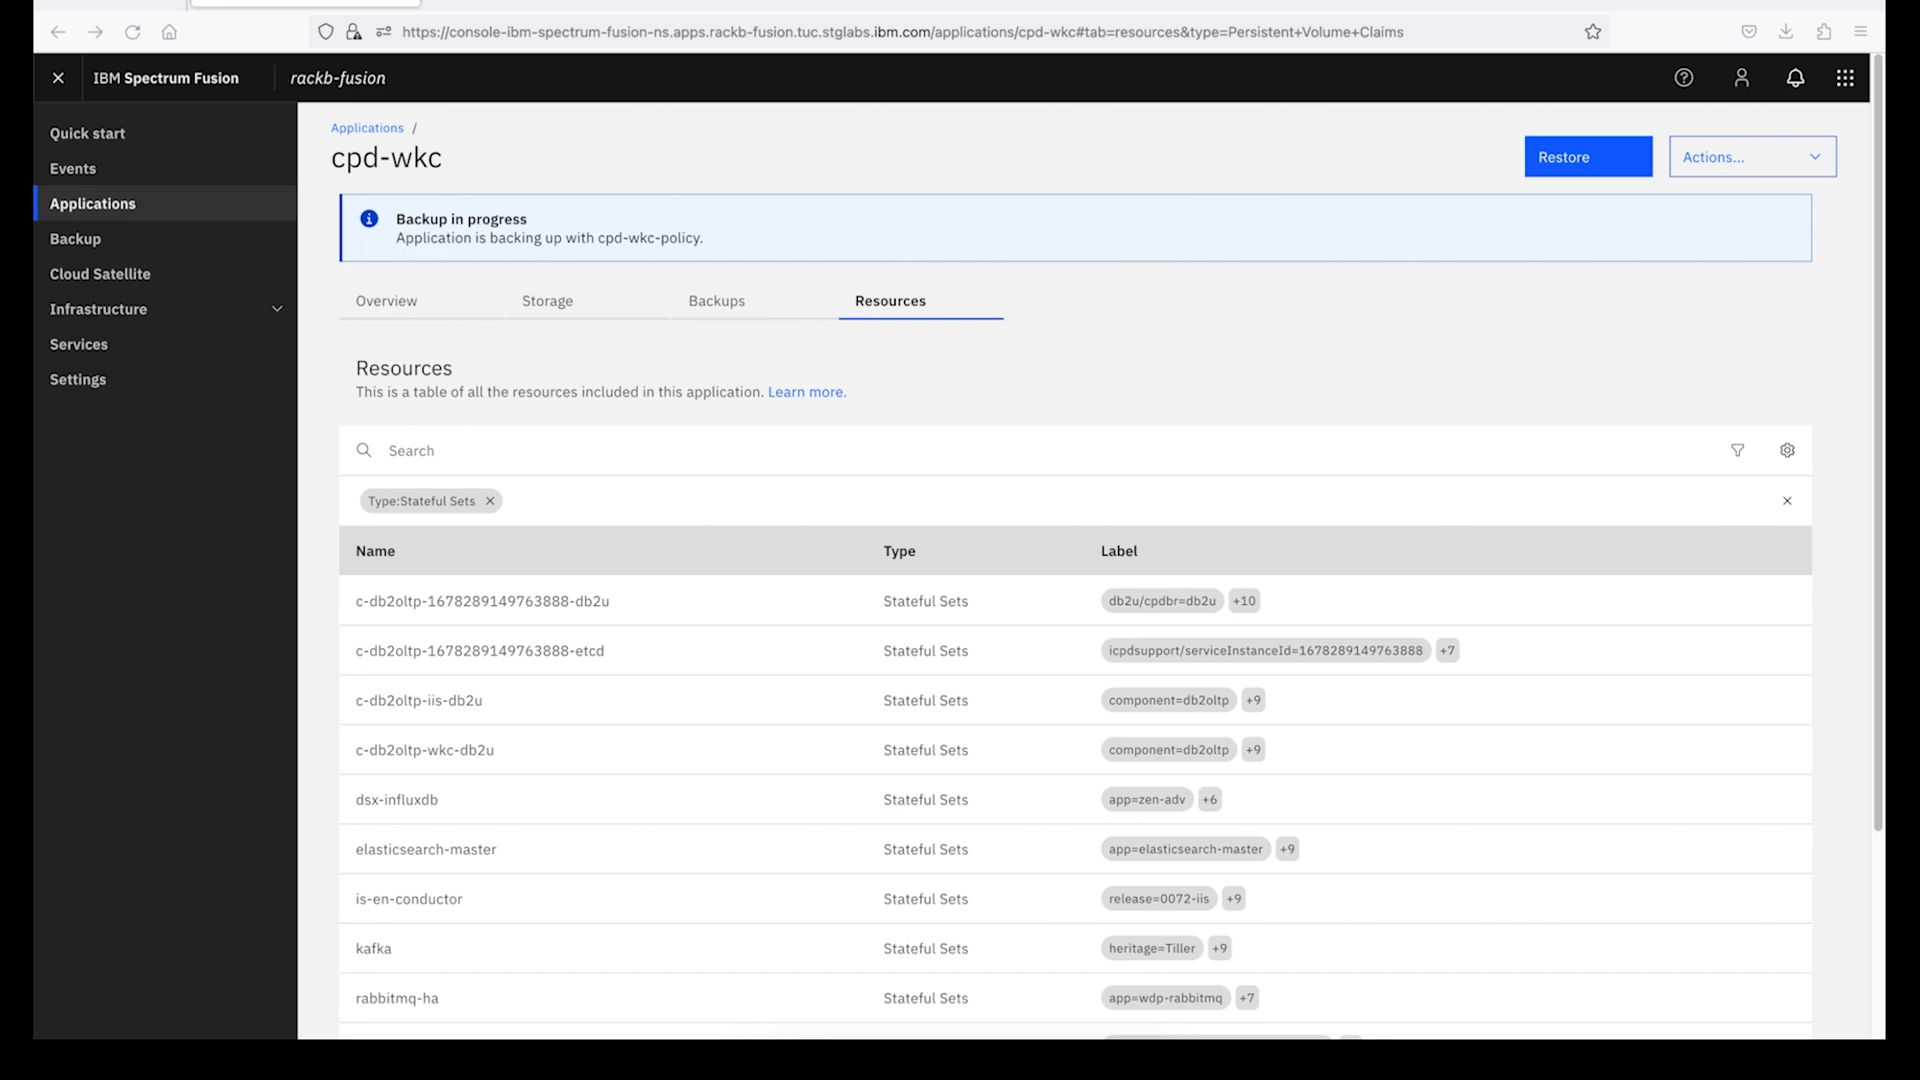 https://console-ibm-spectrum-fusion-ns.apps.rackb-fusion.tuc.stglabs.ibm.com/applications/cpd-wkc#tab=resources&type=Persistent+Volume+Claims
IBM Spectrum Fusion
rackb-fusion
Quick start
Events
Applications
Backup
Cloud Satellite
Infrastructure
Services
Settings
Applications /
cpd-wkc
Restore
Actions...
Backup in progress
Application is backing up with cpd-wkc-policy.
Overview Storage Backups Resources
Resources
This is a table of all the resources included in this application. Learn more.
Search
Type:Stateful Sets
Name Type Label
c-db2oltp-1678289149763888-db2u Stateful Sets db2u/cpdbr=db2u +10
c-db2oltp-1678289149763888-etcd Stateful Sets icpdsupport/serviceInstanceId=1678289149763888 +7
c-db2oltp-iis-db2u Stateful Sets component=db2oltp +9
c-db2oltp-wkc-db2u Stateful Sets component=db2oltp +9
dsx-influxdb Stateful Sets app=zen-adv +6
elasticsearch-master Stateful Sets app=elasticsearch-master +9
is-en-conductor Stateful Sets release=0072-iis +9
kafka Stateful Sets heritage=Tiller +9
rabbitmq-ha Stateful Sets app=wdp-rabbitmq +7